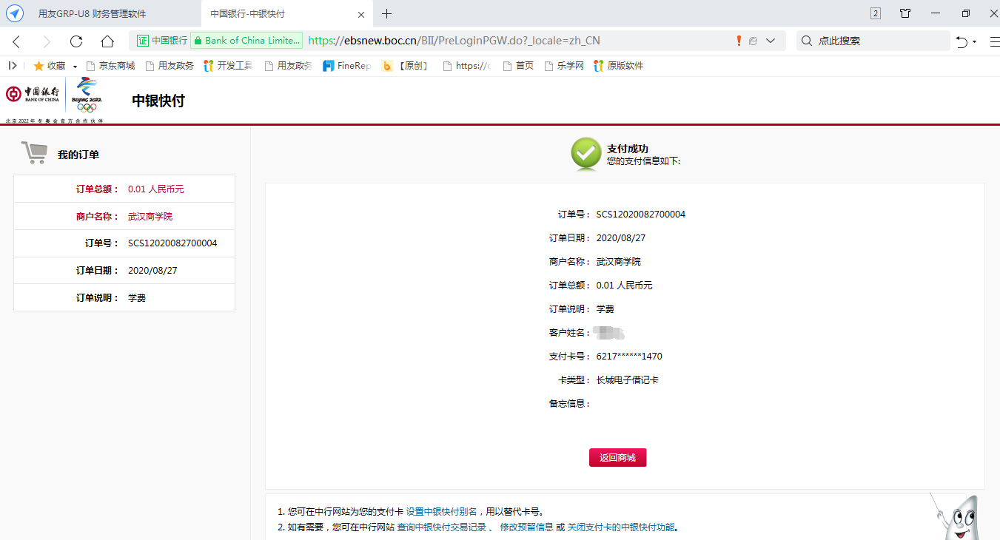 用友GRP-U8 财务管理软件
中国银行-中银快付
2
证 中国银行 Bank of China Limite... https://ebsnew.boc.cn/BII/PreLoginPGW.do?_locale=zh_CN
点此搜索
收藏 京东商城 用友政务 开发工具 用友政务 FineRep 【原创】 https://c 首页 乐学网 原版软件
中国银行
BANK OF CHINA
BEIJING 2022
北京2022年冬奥会官方合作伙伴
中银快付
我的订单
订单总额： 0.01 人民币元
商户名称： 武汉商学院
订单号： SCS12020082700004
订单日期： 2020/08/27
订单说明： 学费
支付成功
您的支付信息如下:
订单号： SCS12020082700004
订单日期： 2020/08/27
商户名称： 武汉商学院
订单总额： 0.01 人民币元
订单说明： 学费
客户姓名：
支付卡号： 6217******1470
卡类型： 长城电子借记卡
备忘信息：
返回商城
1. 您可在中行网站为您的支付卡 设置中银快付别名，用以替代卡号。
2. 如有需要，您可在中行网站 查询中银快付交易记录 、 修改预留信息 或 关闭支付卡的中银快付功能。